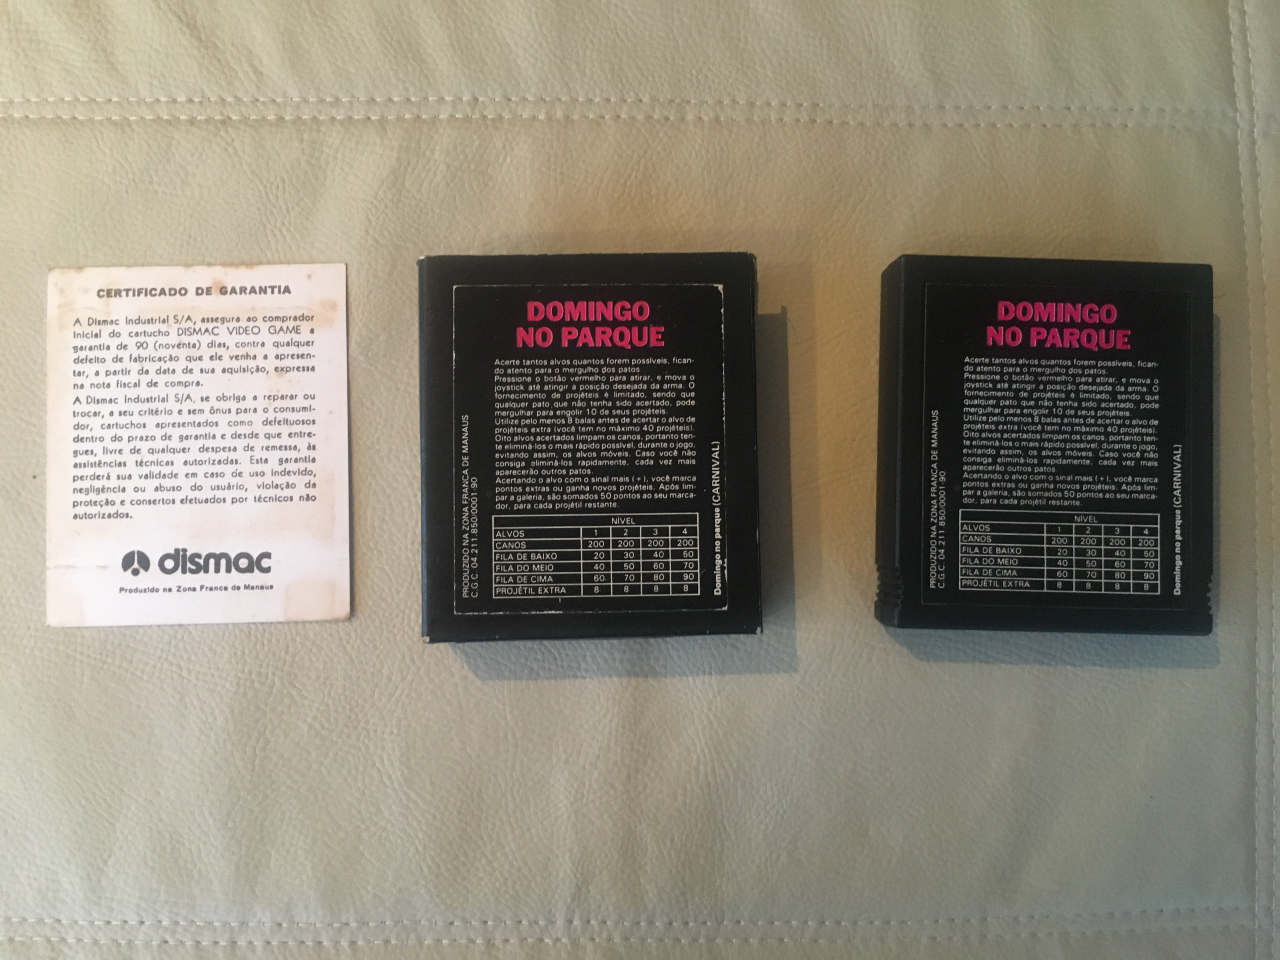 CERTIFICADO DE GARANTIA
A Dismac Industrial S/A, assegura ao comprador
inicial do cartucho DISMAC VIDEO GAME a
garantia de 90 (noventa) dias, contra qualquer
defeito de fabricação que ele venha a apresen-
tar, a partir da data de sua aquisição, expressa
na nota fiscal de compra.
A Dismac Industrial S/A, se obriga a reparar ou
trocar, a seu critério e sem ônus para o consumi-
dor, cartuchos apresentados como defeituosos
dentro do prazo de garantia e desde que entre-
gues, livre de qualquer despesa de remessa, às
assistências técnicas autorizadas. Esta garantia
perderá sua validade em caso de uso indevido,
negligência ou abuso do usuário, violação da
proteção e consertos efetuados por técnicos não
autorizados.
dismac
Produzido na Zona Franca de Manaus
DOMINGO
NO PARQUE
Acerte tantos alvos quantos forem possíveis, fican-
do atento para o mergulho dos patos
Pressione o botão vermelho para atirar, e mova o
joystick até atingir a posição desejada da arma. O
fornecimento de projéteis é limitado, sendo que
qualquer pato que não tenha sido acertado, pode
mergulhar para engolir 10 de seus projéteis.
Utilize pelo menos 8 balas antes de acertar o alvo de
projéteis extra (você tem no máximo 40 projéteis).
Oito alvos acertados limpam os canos, portanto ten-
te eliminá-los o mais rápido possível, durante o jogo,
evitando assim, os alvos móveis. Caso você não
consiga eliminá-los rapidamente, cada vez mais
aparecerão outros patos.
Acertando o alvo com o sinal mais (+), você marca
pontos extras ou ganha novos projéteis. Após lim-
par a galeria, são somados 50 pontos ao seu marca-
dor, para cada projétil restante.
NÍVEL
ALVOS 1 2 3 4
CANOS 200 200 200 200
FILA DE BAIXO 20 30 40 50
FILA DO MEIO 40 50 60 70
FILA DE CIMA 60 70 80 90
PROJÉTIL EXTRA 8 8 8 8
PRODUZIDO NA ZONA FRANCA DE MANAUS
C.G.C. 04.211.850/0001-90
Domingo no parque (CARNIVAL)
DOMINGO
NO PARQUE
Acerte tantos alvos quantos forem possíveis, fican-
do atento para o mergulho dos patos.
Pressione o botão vermelho para atirar, e mova o
joystick até atingir a posição desejada da arma. O
fornecimento de projéteis é limitado, sendo que
qualquer pato que não tenha sido acertado, pode
mergulhar para engolir 10 de seus projéteis.
Utilize pelo menos 8 balas antes de acertar o alvo de
projéteis extra (você tem no máximo 40 projéteis).
Oito alvos acertados limpam os canos, portanto ten-
te eliminá-los o mais rápido possível, durante o jogo,
evitando assim, os alvos móveis. Caso você não
consiga eliminá-los rapidamente, cada vez mais
aparecerão outros patos.
Acertando o alvo com o sinal mais (+), você marca
pontos extras ou ganha novos projéteis. Após lim-
par a galeria, são somados 50 pontos ao seu marca-
dor, para cada projétil restante.
NÍVEL
ALVOS 1 2 3 4
CANOS 200 200 200 200
FILA DE BAIXO 20 30 40 50
FILA DO MEIO 40 50 60 70
FILA DE CIMA 60 70 80 90
PROJÉTIL EXTRA 8 8 8 8
PRODUZIDO NA ZONA FRANCA DE MANAUS
C.G.C. 04.211.850/0001-90
Domingo no parque (CARNIVAL)